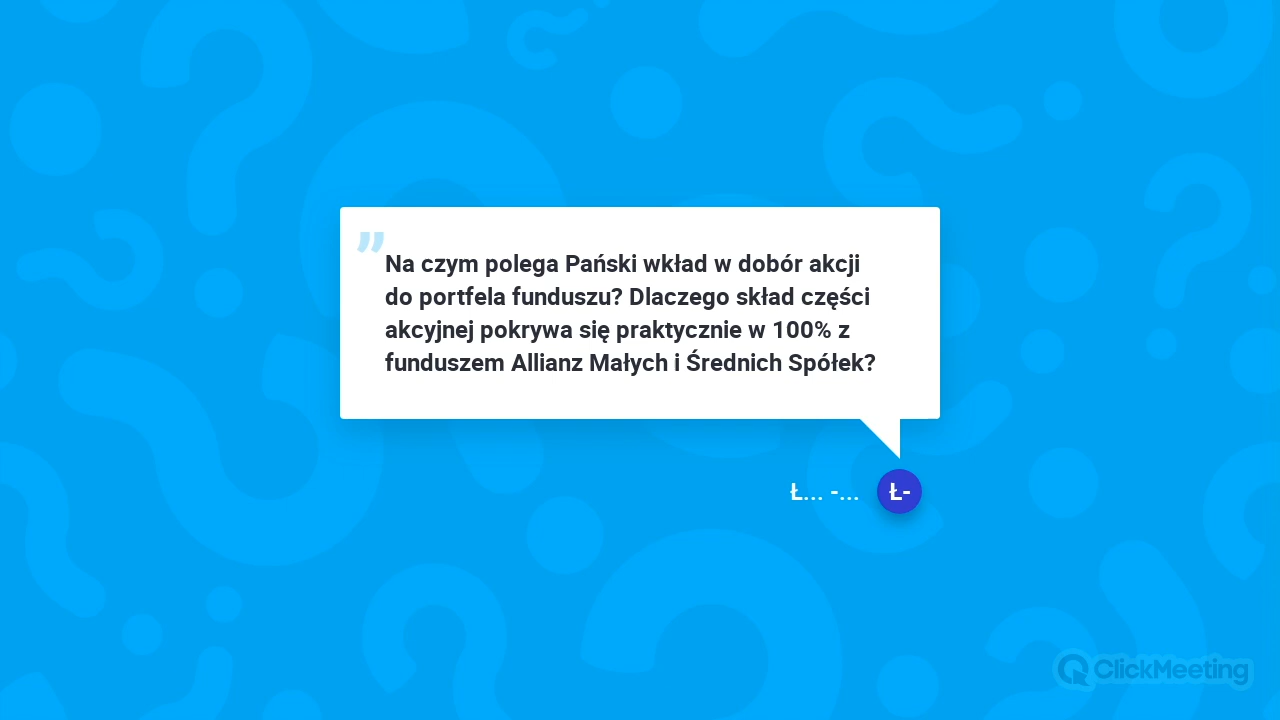 ”
Na czym polega Pański wkład w dobór akcji
do portfela funduszu? Dlaczego skład części
akcyjnej pokrywa się praktycznie w 100% z
funduszem Allianz Małych i Średnich Spółek?
Ł... -... Ł-
ClickMeeting